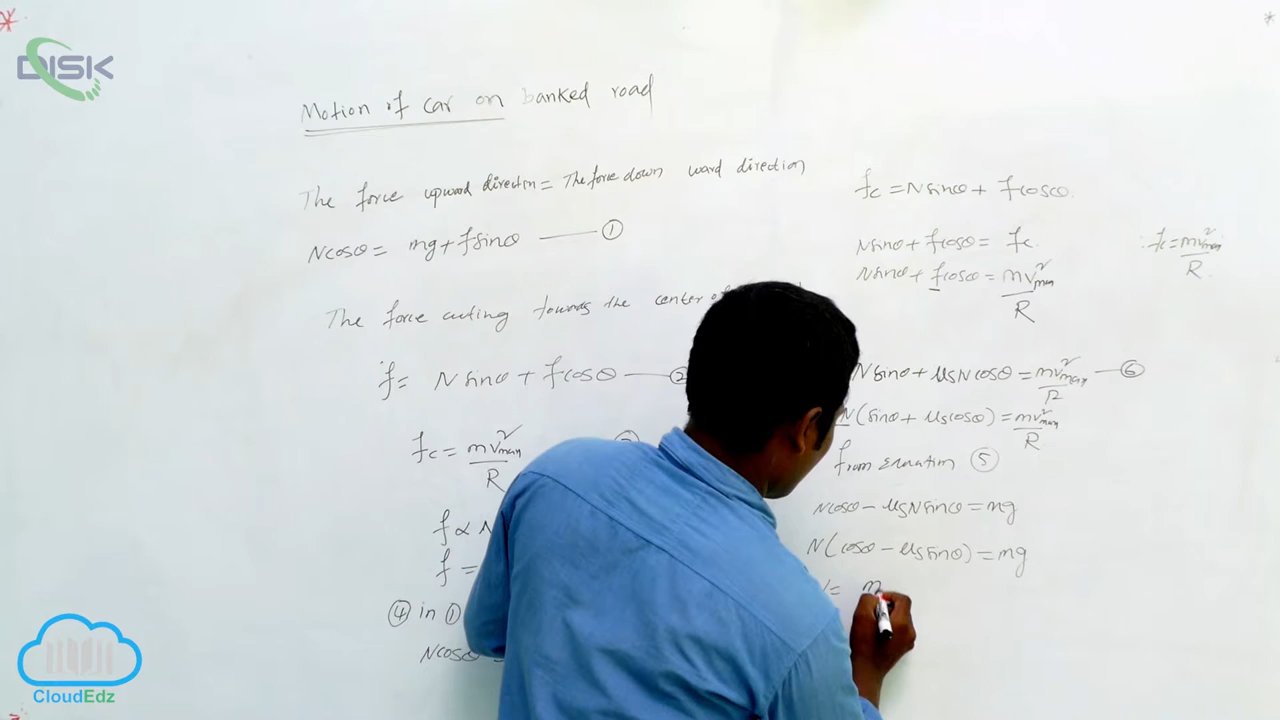 DISK
Motion of car on banked road
The force upward direction = The force down ward direction
Ncosθ = mg + fsinθ —— ①
The force acting towards the center of
f = N sinθ + fcosθ —— ②
fc = mv²max
R
f ∝ N
f =
④ in ①
Ncosθ
fc = Nsinθ + fcosθ.
Nsinθ + fcosθ = fc.
∴ fc = mv²max
R.
Nsinθ + fcosθ = mv²max
R
Nsinθ + μsNcosθ = mv²max —— ⑥
R
N(sinθ + μscosθ) = mv²max
R
from equation ⑤
Ncosθ − μsNsinθ = mg
N(cosθ − μssinθ) = mg
= m
CloudEdz